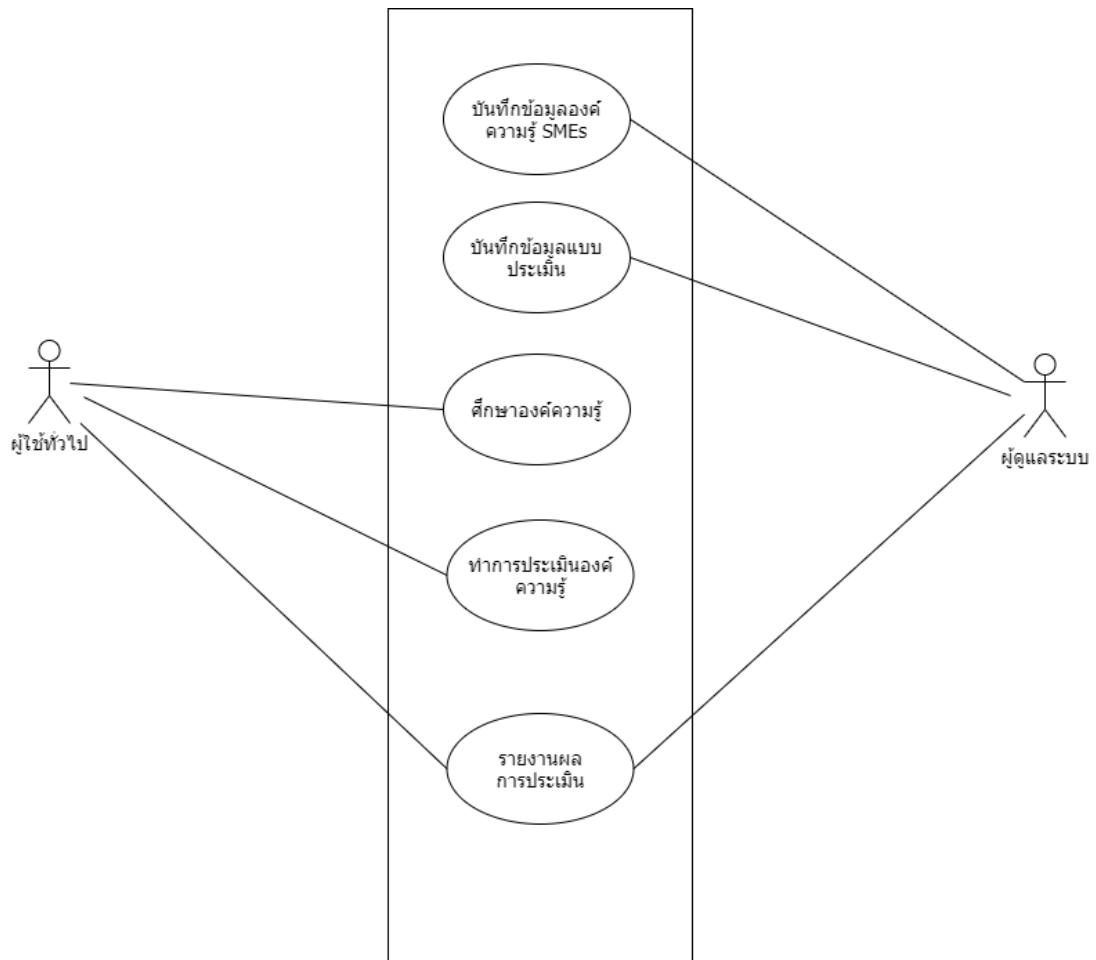 บันทึกข้อมูลองค์
ความรู้ SMEs
บันทึกข้อมูลแบบ
ประเมิน
ศึกษาองค์ความรู้
ผู้ใช้ทั่วไป
ผู้ดูแลระบบ
ทำการประเมินองค์
ความรู้
รายงานผล
การประเมิน